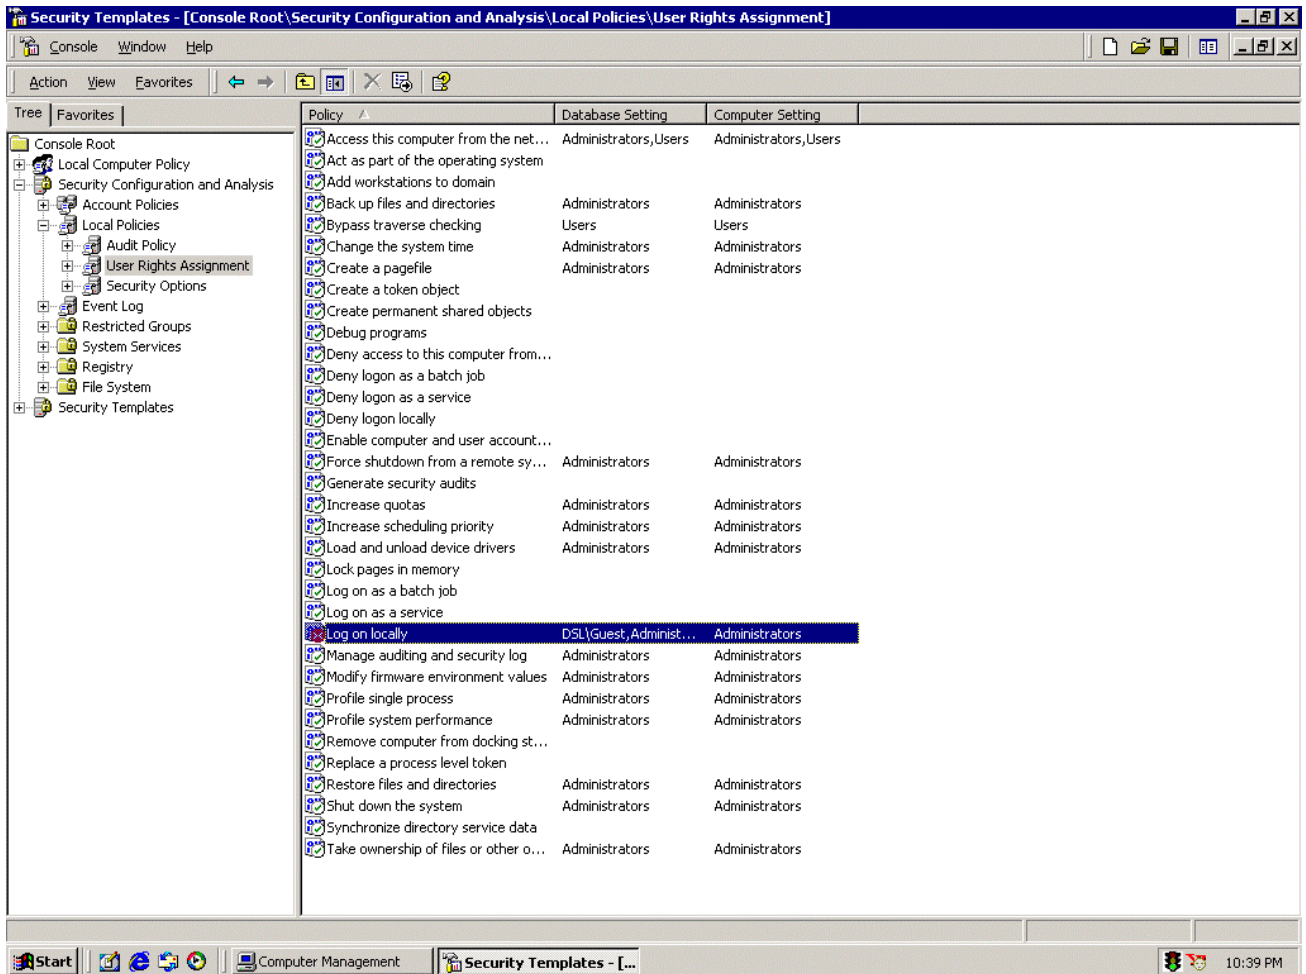 Security Templates - [Console Root\Security Configuration and Analysis\Local Policies\User Rights Assignment]
Console Window Help
Action View Favorites
Tree Favorites
Console Root
Local Computer Policy
Security Configuration and Analysis
Account Policies
Local Policies
Audit Policy
User Rights Assignment
Security Options
Event Log
Restricted Groups
System Services
Registry
File System
Security Templates
Policy Database Setting Computer Setting
Access this computer from the net... Administrators,Users Administrators,Users
Act as part of the operating system
Add workstations to domain
Back up files and directories Administrators Administrators
Bypass traverse checking Users Users
Change the system time Administrators Administrators
Create a pagefile Administrators Administrators
Create a token object
Create permanent shared objects
Debug programs
Deny access to this computer from...
Deny logon as a batch job
Deny logon as a service
Deny logon locally
Enable computer and user account...
Force shutdown from a remote sy... Administrators Administrators
Generate security audits
Increase quotas Administrators Administrators
Increase scheduling priority Administrators Administrators
Load and unload device drivers Administrators Administrators
Lock pages in memory
Log on as a batch job
Log on as a service
Log on locally DSL\Guest,Administ... Administrators
Manage auditing and security log Administrators Administrators
Modify firmware environment values Administrators Administrators
Profile single process Administrators Administrators
Profile system performance Administrators Administrators
Remove computer from docking st...
Replace a process level token
Restore files and directories Administrators Administrators
Shut down the system Administrators Administrators
Synchronize directory service data
Take ownership of files or other o... Administrators Administrators
Start Computer Management Security Templates - [... 10:39 PM